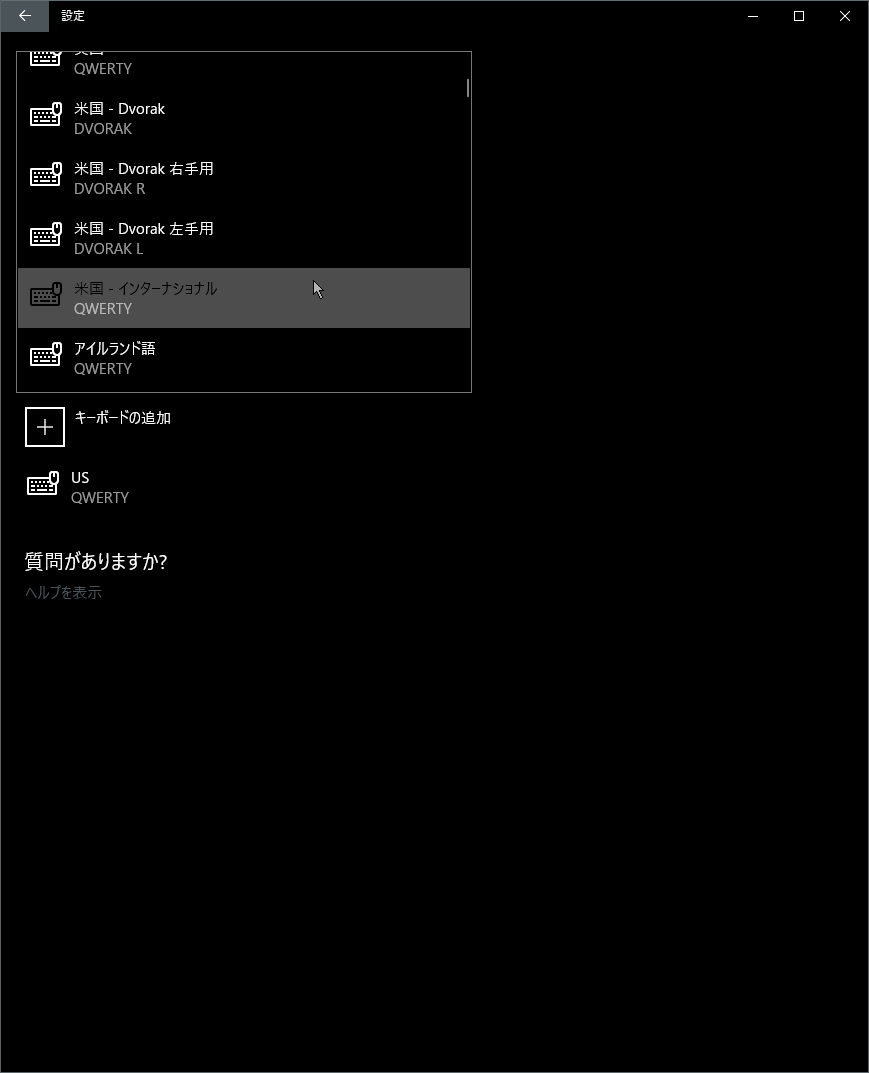 設定
QWERTY
米国 - Dvorak
DVORAK
米国 - Dvorak 右手用
DVORAK R
米国 - Dvorak 左手用
DVORAK L
米国 - インターナショナル
QWERTY
アイルランド語
QWERTY
キーボードの追加
US
QWERTY
質問がありますか?
ヘルプを表示